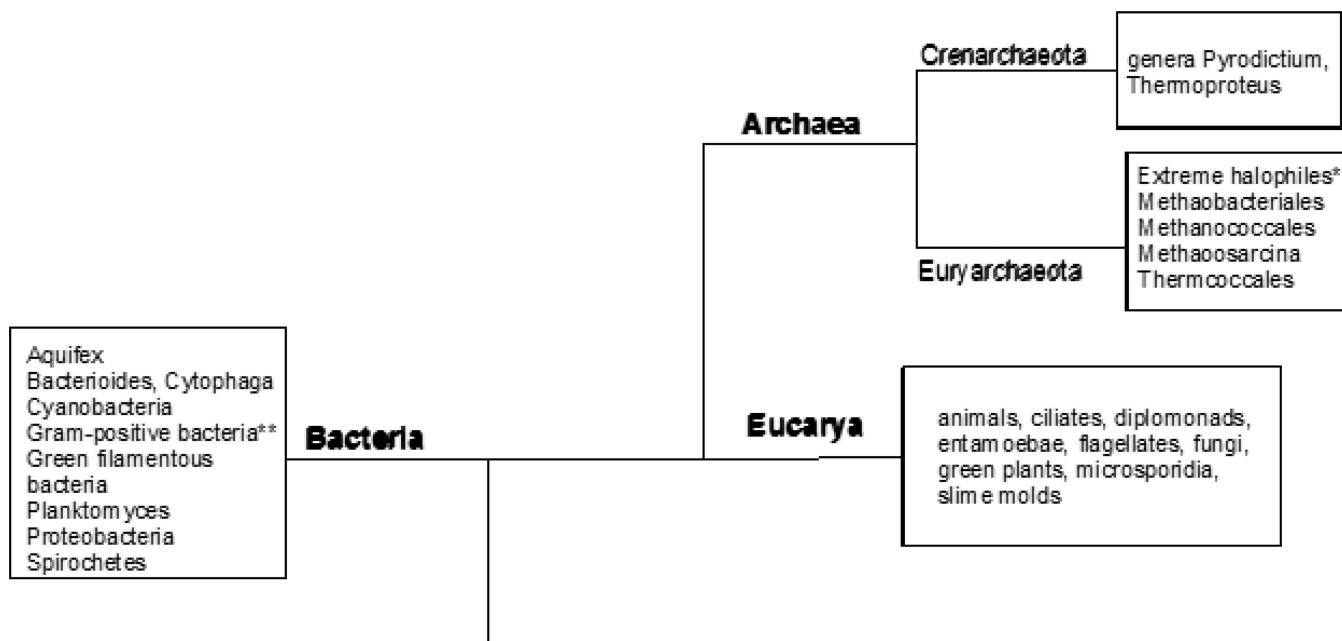 Crenarchaeota
genera Pyrodictium,
Thermoproteus
Archaea
Extreme halophiles*
Methaobacteriales
Methanococcales
Methaoosarcina
Thermcoccales
Euryarchaeota
Aquifex
Bacterioides, Cytophaga
Cyanobacteria
Gram-positive bacteria**
Green filamentous
bacteria
Planktomyces
Proteobacteria
Spirochetes
Bacteria
Eucarya
animals, ciliates, diplomonads,
entamoebae, flagellates, fungi,
green plants, microsporidia,
slime molds